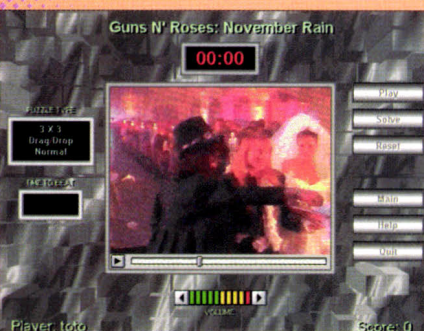 Guns N' Roses: November Rain
00:00
Play
PUZZLE TYPE
Solve
3 X 3
Drag-Drop
Normal
Reset
TIME TO BEAT
Main
Help
Quit
VOLUME
Player: toto
Score: 0